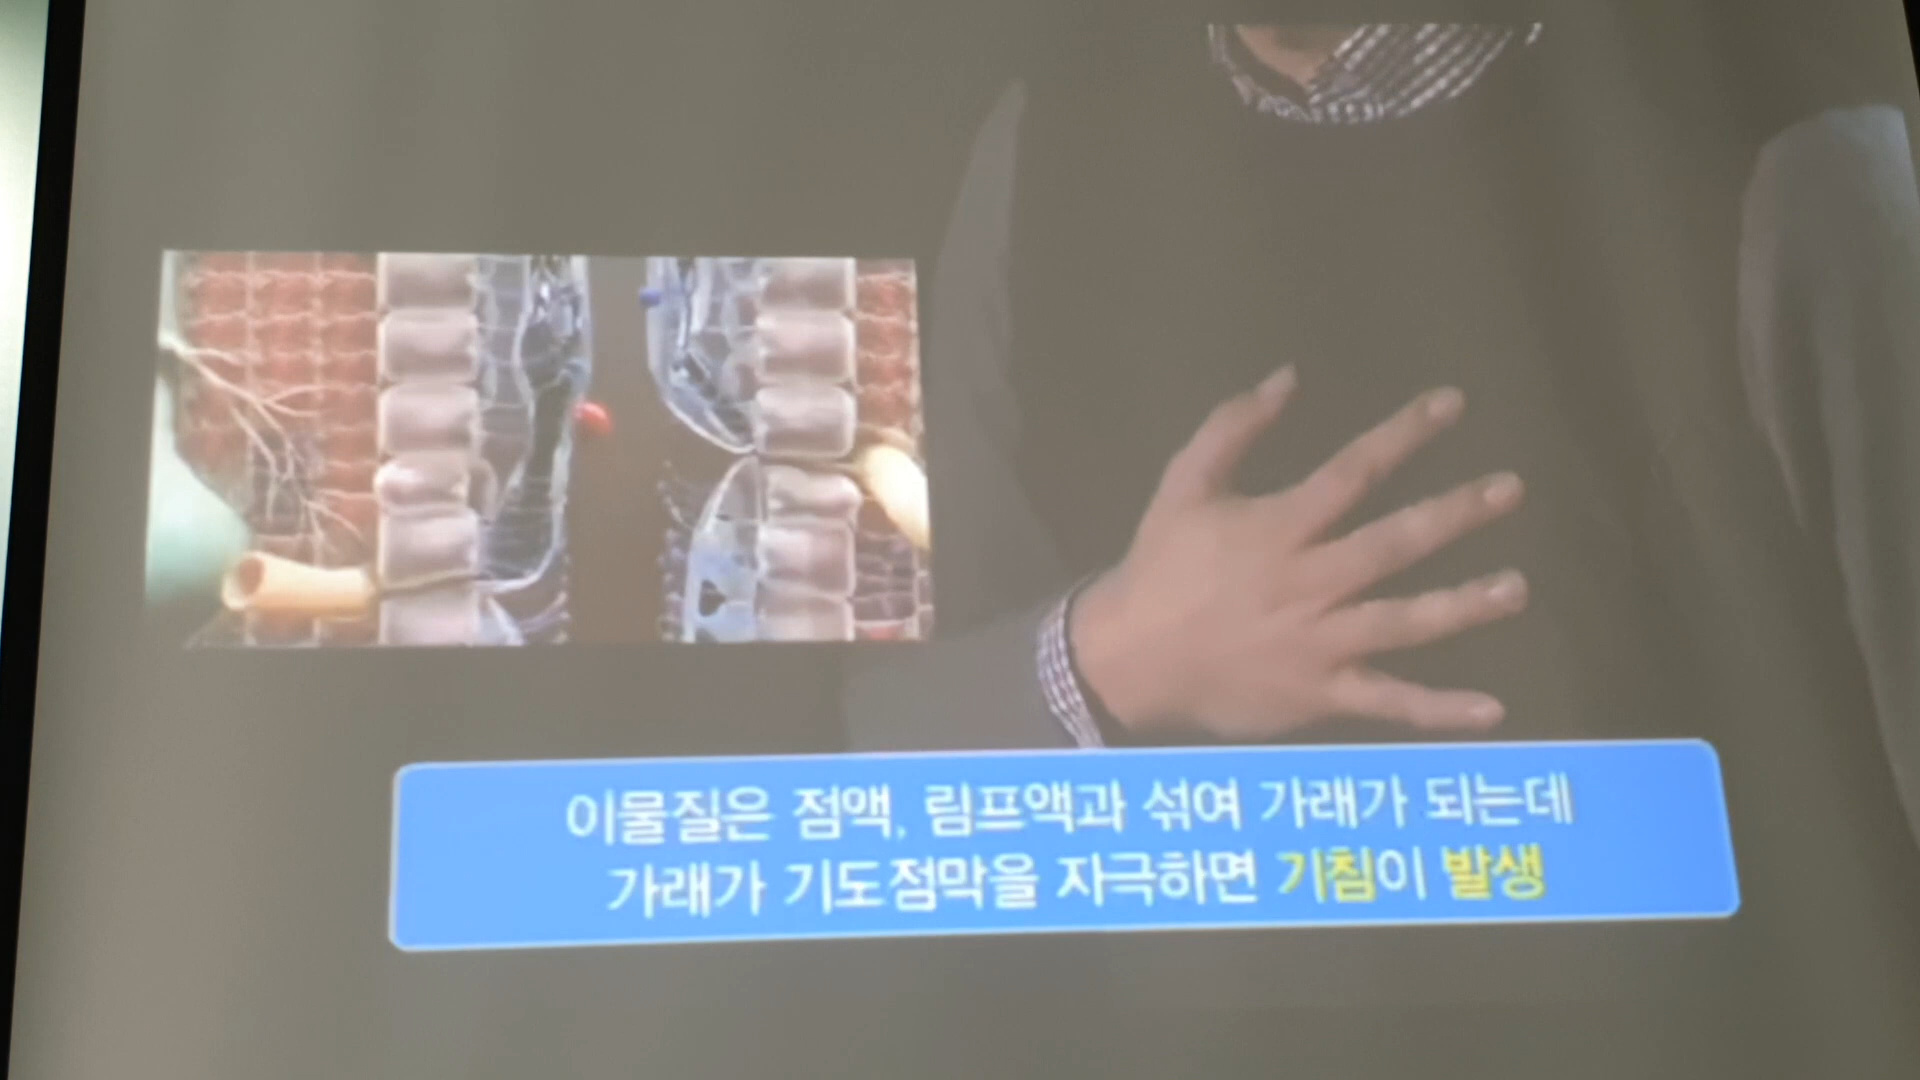 이물질은 점액, 림프액과 섞여 가래가 되는데
가래가 기도점막을 자극하면 기침이 발생